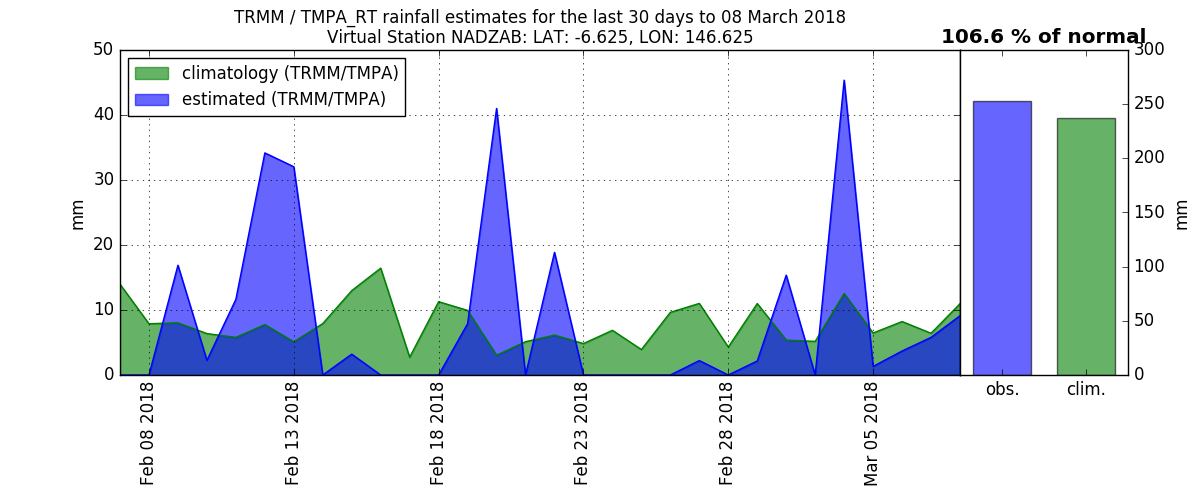 TRMM / TMPA_RT rainfall estimates for the last 30 days to 08 March 2018
Virtual Station NADZAB: LAT: -6.625, LON: 146.625
106.6 % of normal
climatology (TRMM/TMPA)
estimated (TRMM/TMPA)
50
40
30
20
10
0
mm
Feb 08 2018
Feb 13 2018
Feb 18 2018
Feb 23 2018
Feb 28 2018
Mar 05 2018
obs.
clim.
300
250
200
150
100
50
0
mm